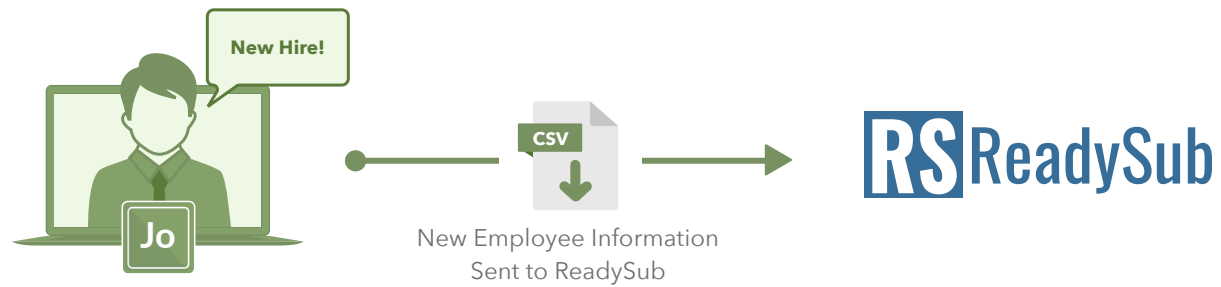 New Hire!
Jo
CSV
New Employee Information
Sent to ReadySub
RS ReadySub